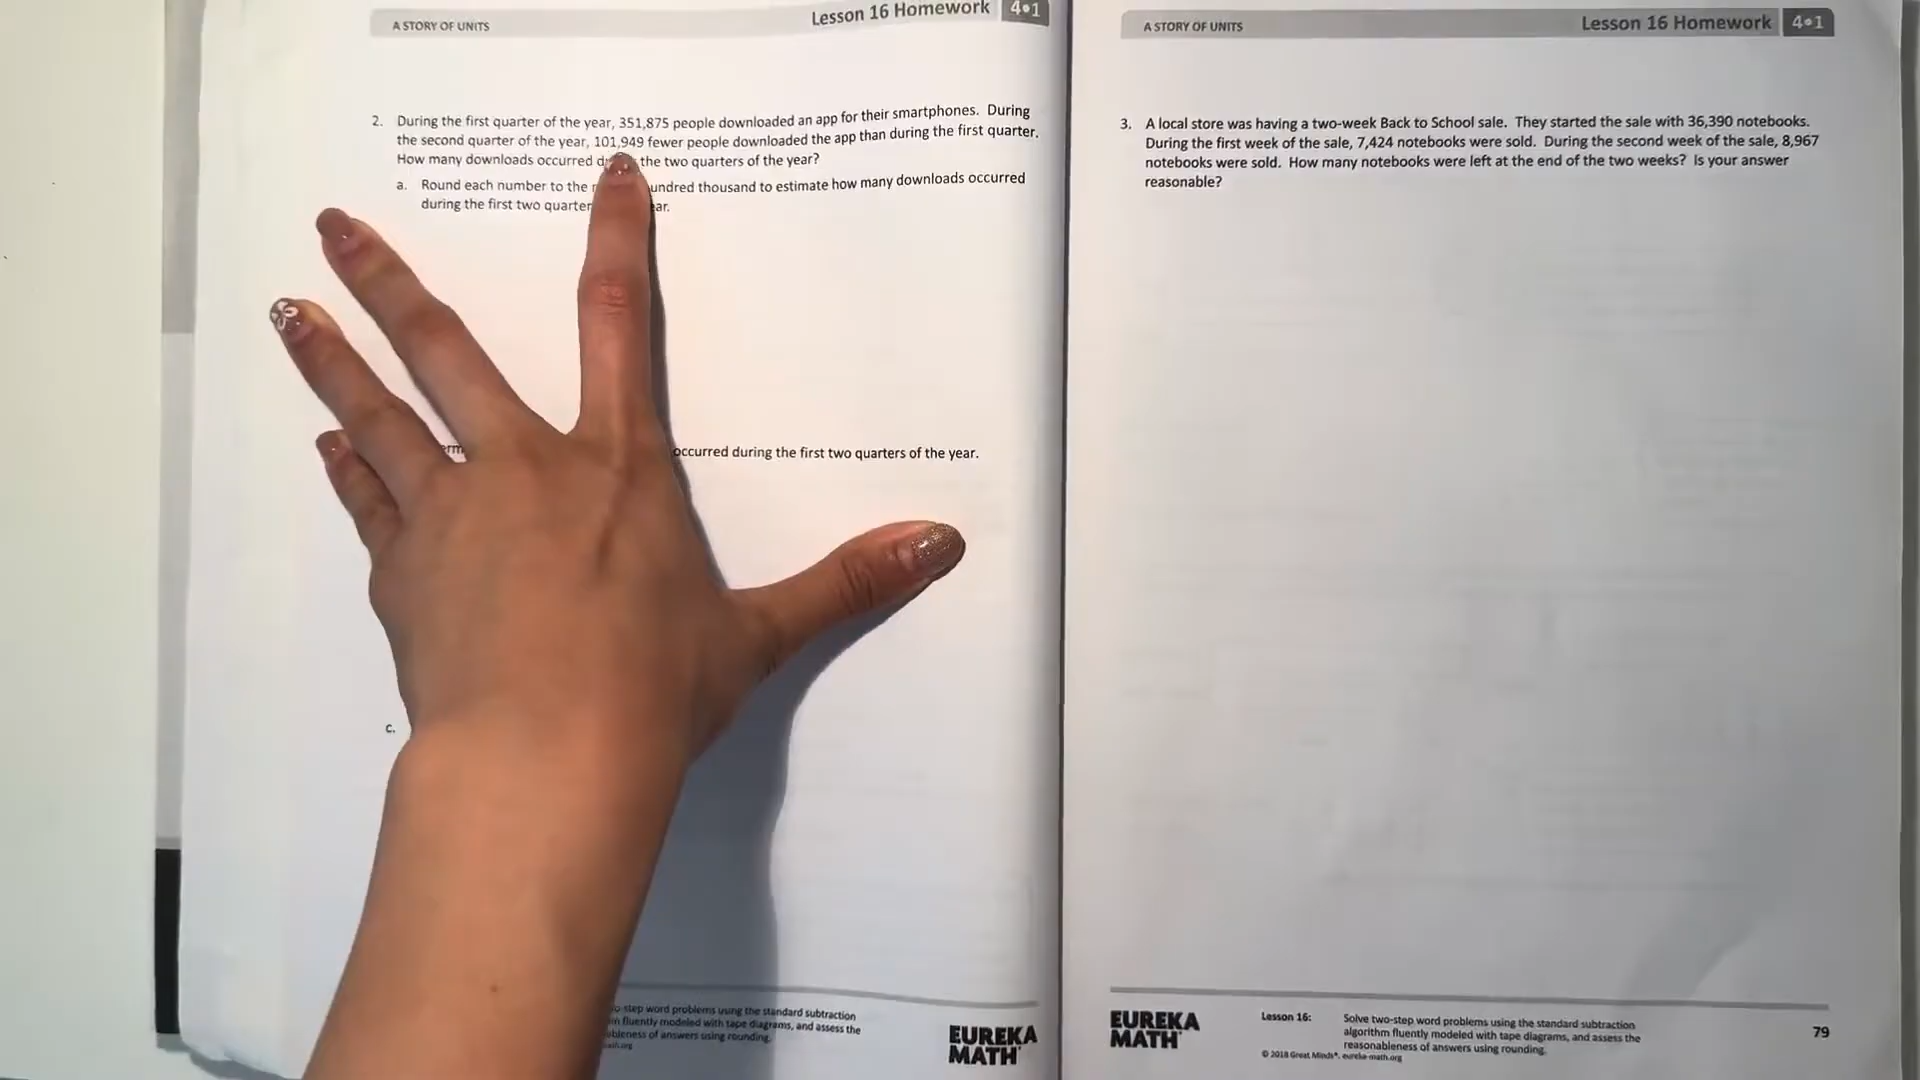 A STORY OF UNITS
Lesson 16 Homework 4•1
2. During the first quarter of the year, 351,875 people downloaded an app for their smartphones. During
the second quarter of the year, 101,949 fewer people downloaded the app than during the first quarter.
How many downloads occurred the two quarters of the year?
a. Round each number to the hundred thousand to estimate how many downloads occurred
during the first two
occurred during the first two quarters of the year.
c.
step word problems using the standard subtraction
fluently modeled with tape diagrams, and assess the
of answers using rounding.
EUREKA
MATH
A STORY OF UNITS
Lesson 16 Homework 4•1
3. A local store was having a two-week Back to School sale. They started the sale with 36,390 notebooks.
During the first week of the sale, 7,424 notebooks were sold. During the second week of the sale, 8,967
notebooks were sold. How many notebooks were left at the end of the two weeks? Is your answer
reasonable?
EUREKA
MATH
Lesson 16: Solve two-step word problems using the standard subtraction
algorithm fluently modeled with tape diagrams, and assess the
reasonableness of answers using rounding.
© 2018 Great Minds®. eureka-math.org
79